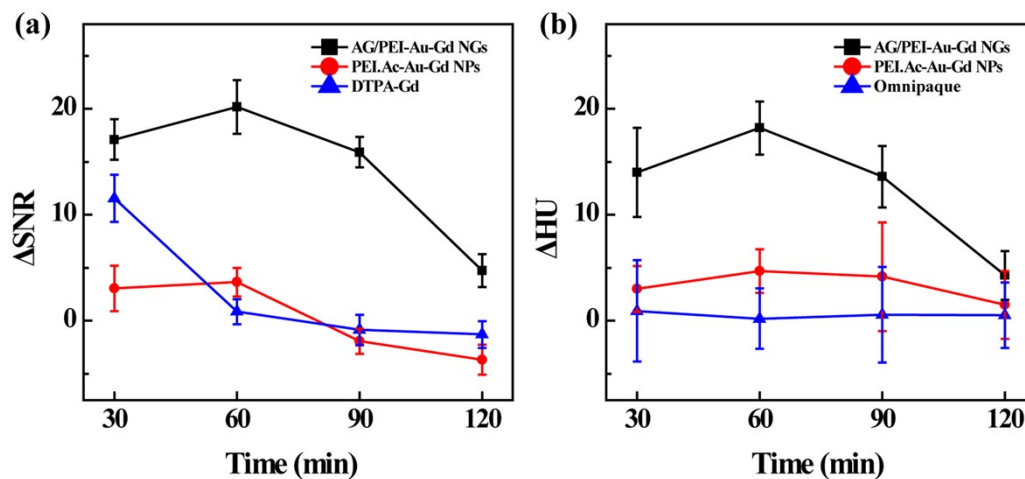 (a)
AG/PEI-Au-Gd NGs
PEI.Ac-Au-Gd NPs
DTPA-Gd
20
10
0
ΔSNR
30 60 90 120
Time (min)
(b)
AG/PEI-Au-Gd NGs
PEI.Ac-Au-Gd NPs
Omnipaque
20
10
0
ΔHU
30 60 90 120
Time (min)